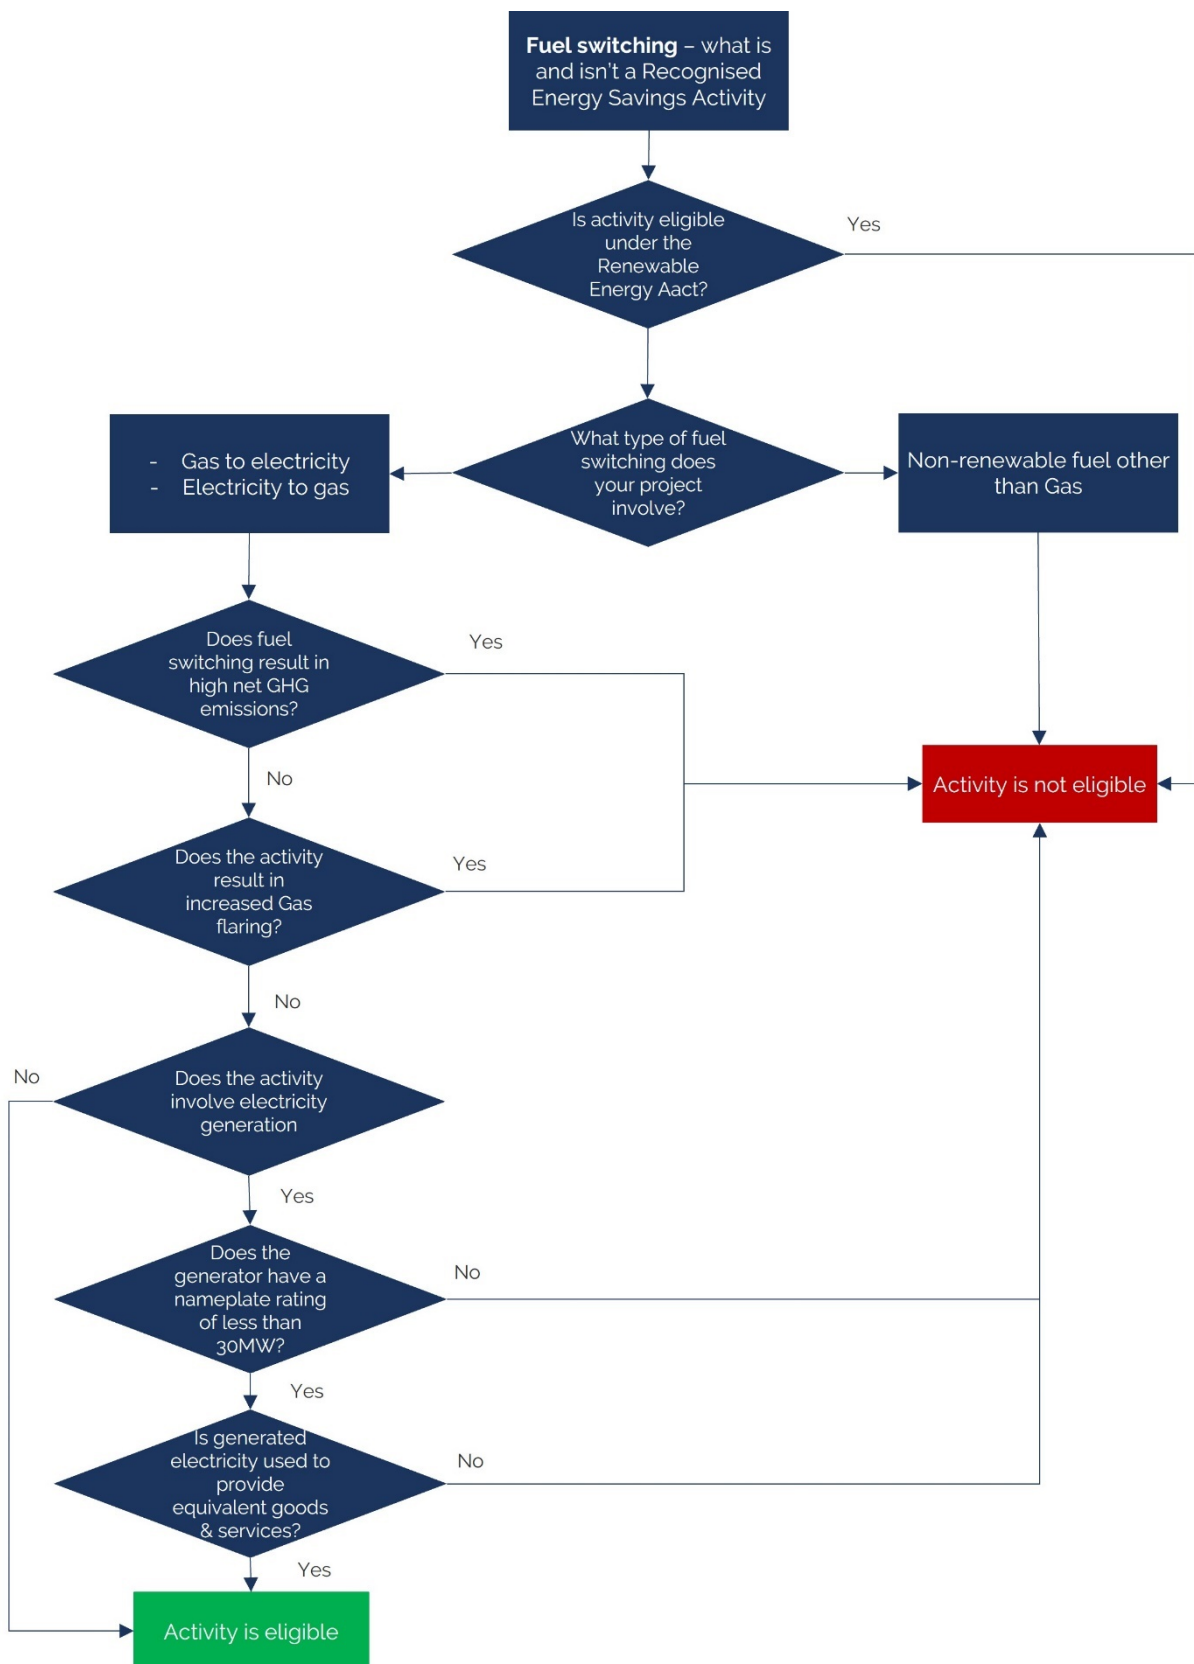 Fuel switching – what is
and isn't a Recognised
Energy Savings Activity
Is activity eligible
under the
Renewable
Energy Aact?
Yes
What type of fuel
switching does
your project
involve?
- Gas to electricity
- Electricity to gas
Non-renewable fuel other
than Gas
Does fuel
switching result in
high net GHG
emissions?
Yes
No
Activity is not eligible
Does the activity
result in
increased Gas
flaring?
Yes
No
Does the activity
involve electricity
generation
No
Yes
Does the
generator have a
nameplate rating
of less than
30MW?
No
Yes
Is generated
electricity used to
provide
equivalent goods
& services?
No
Yes
Activity is eligible